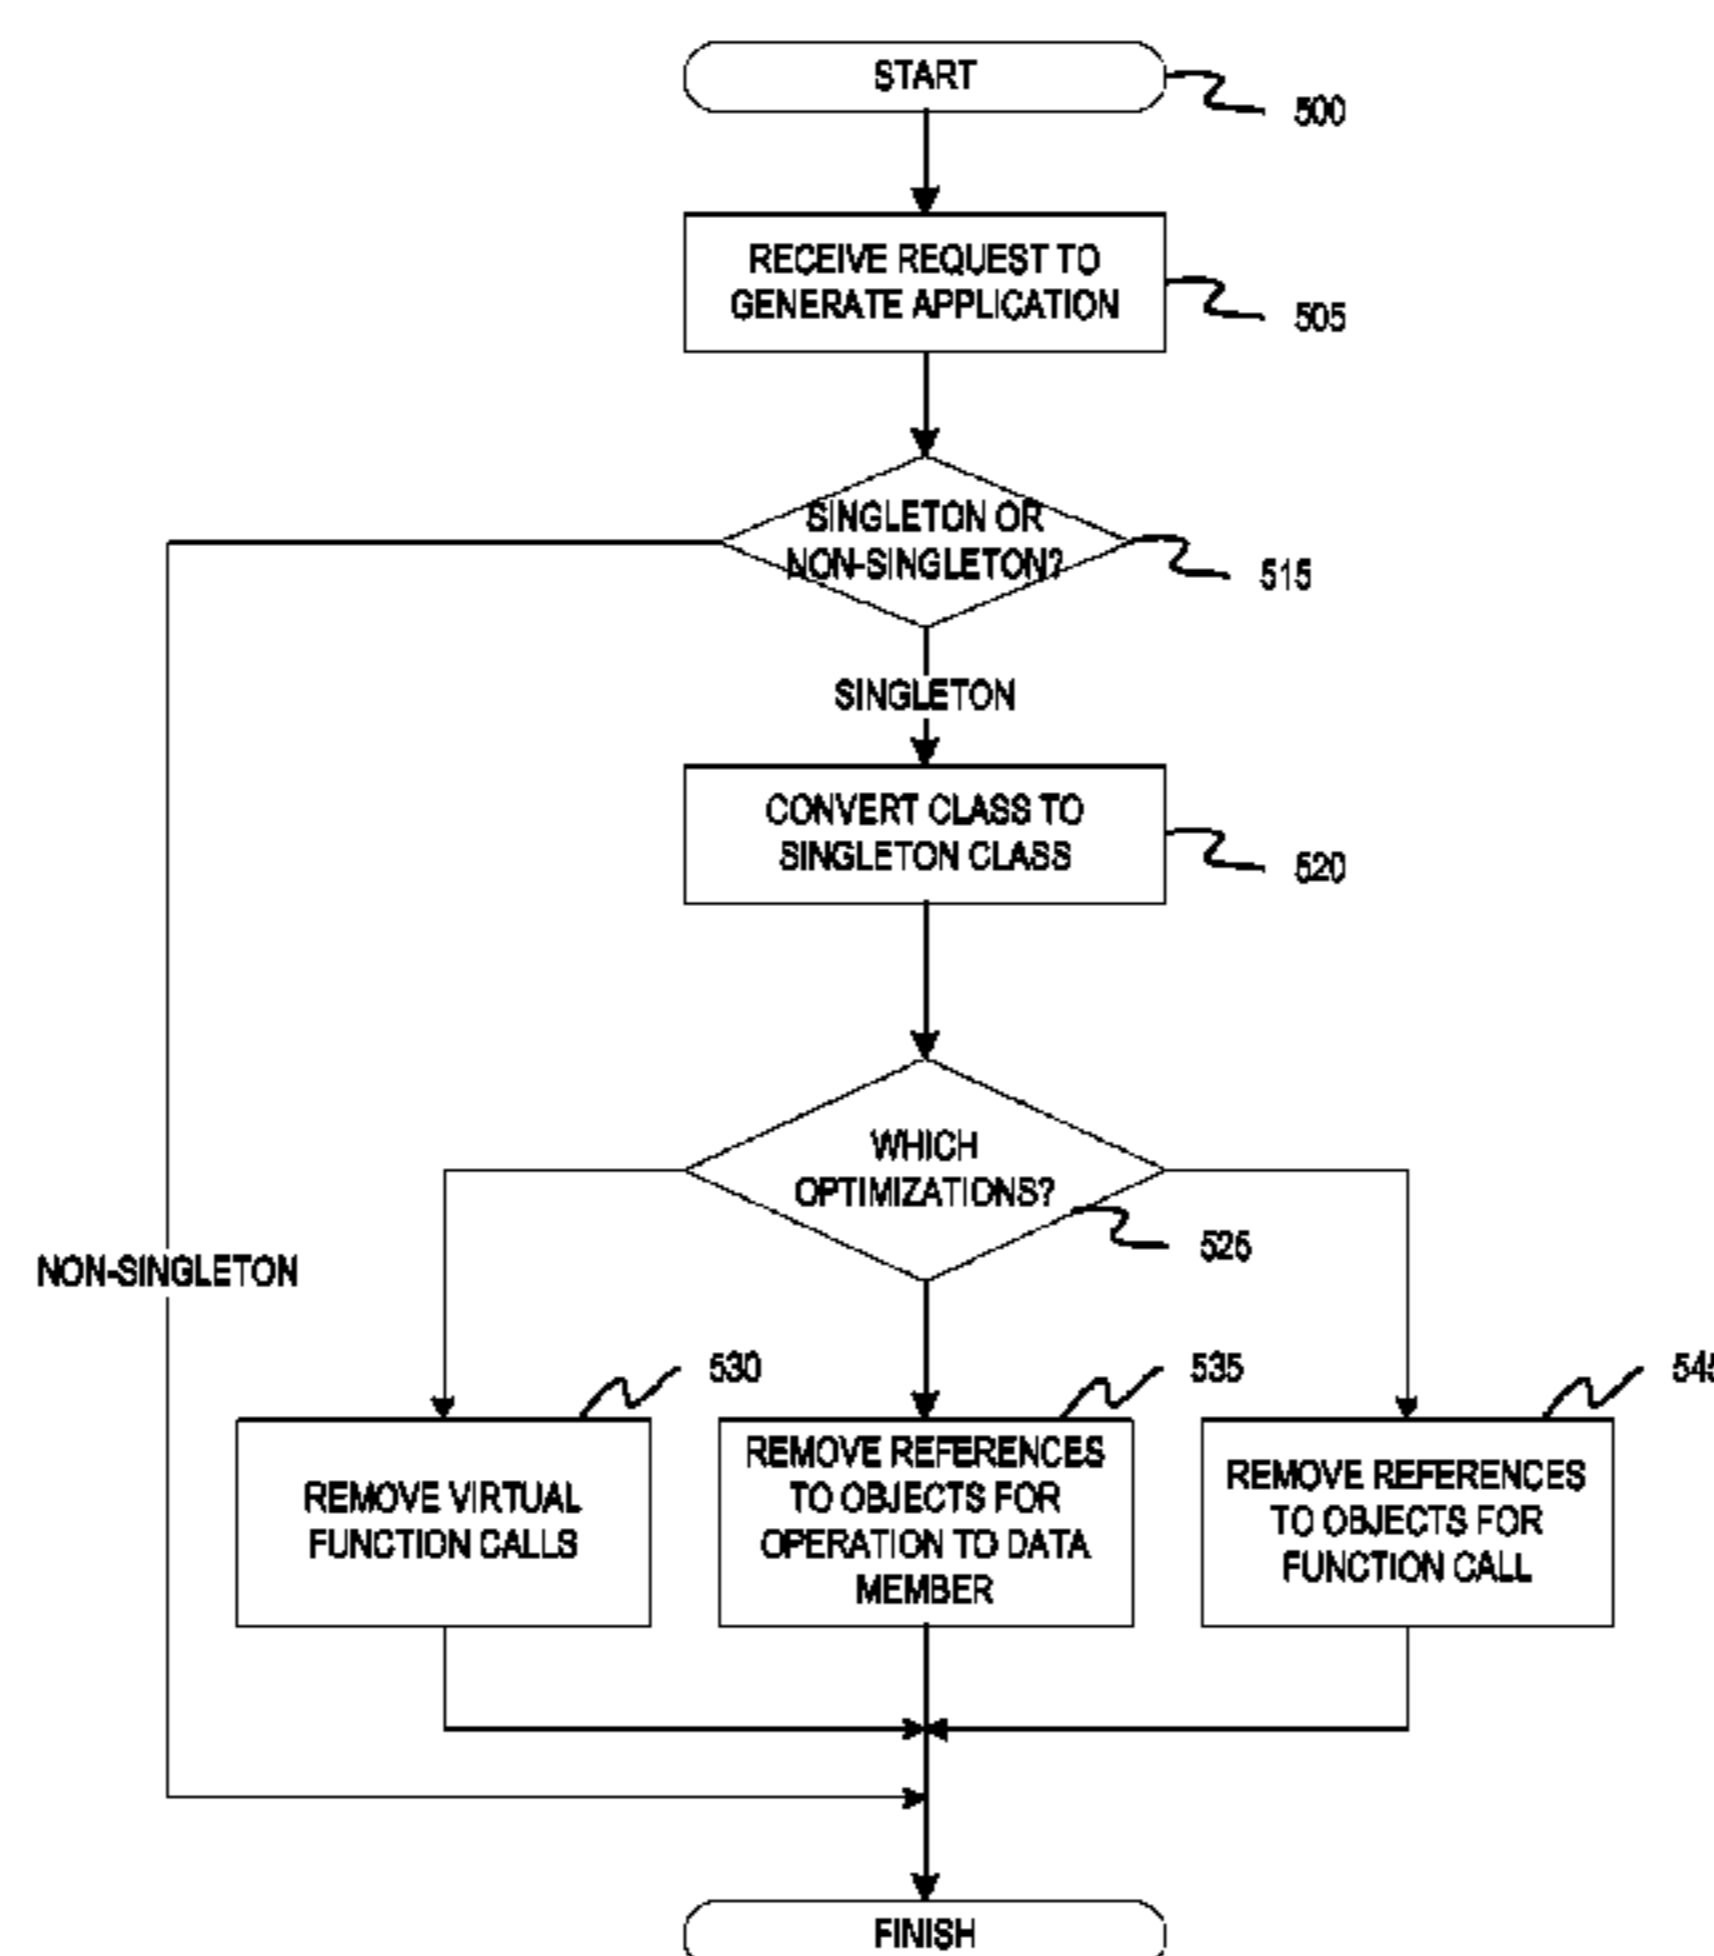 START
500
RECEIVE REQUEST TO
GENERATE APPLICATION
505
SINGLETON OR
NON-SINGLETON?
515
SINGLETON
CONVERT CLASS TO
SINGLETON CLASS
520
WHICH
OPTIMIZATIONS?
525
NON-SINGLETON
530
535
545
REMOVE VIRTUAL
FUNCTION CALLS
REMOVE REFERENCES
TO OBJECTS FOR
OPERATION TO DATA
MEMBER
REMOVE REFERENCES
TO OBJECTS FOR
FUNCTION CALL
FINISH